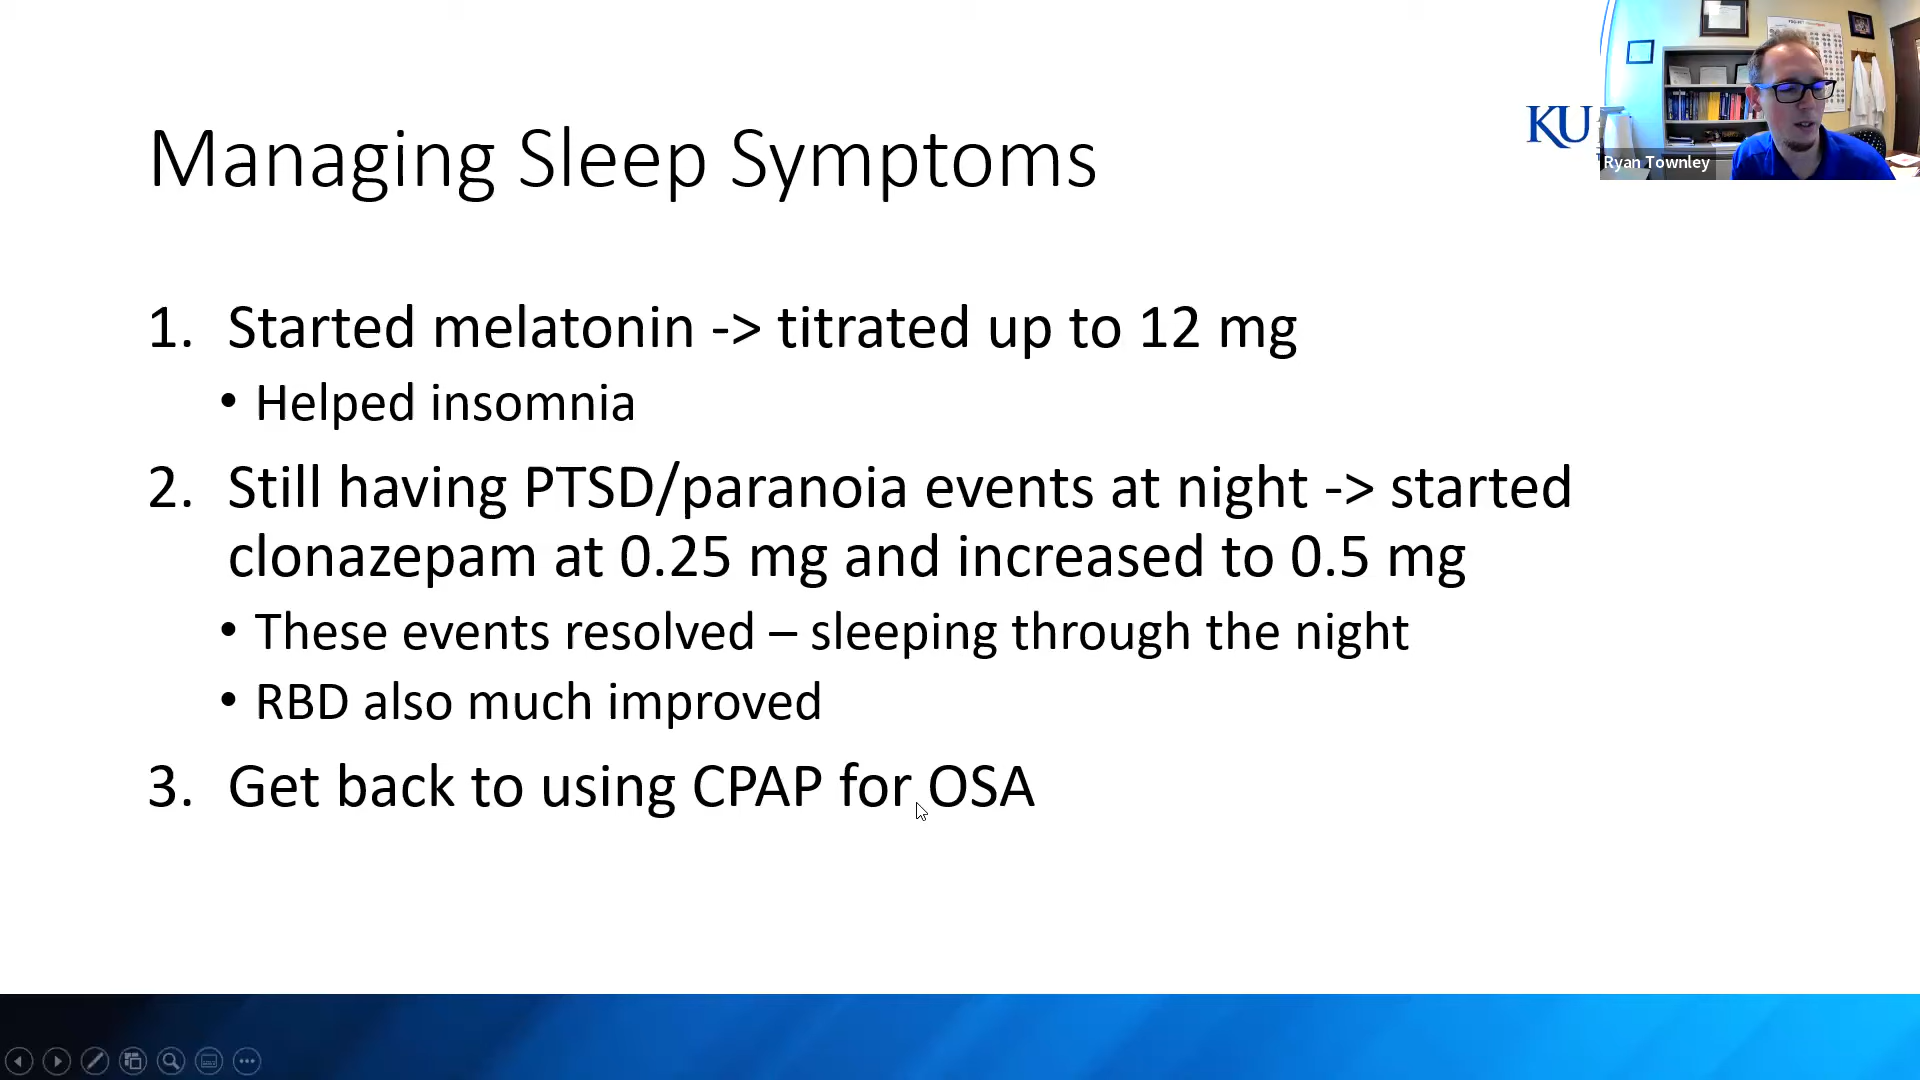 Managing Sleep Symptoms
KU
Ryan Townley
1. Started melatonin -> titrated up to 12 mg
• Helped insomnia
2. Still having PTSD/paranoia events at night -> started
clonazepam at 0.25 mg and increased to 0.5 mg
• These events resolved – sleeping through the night
• RBD also much improved
3. Get back to using CPAP for OSA